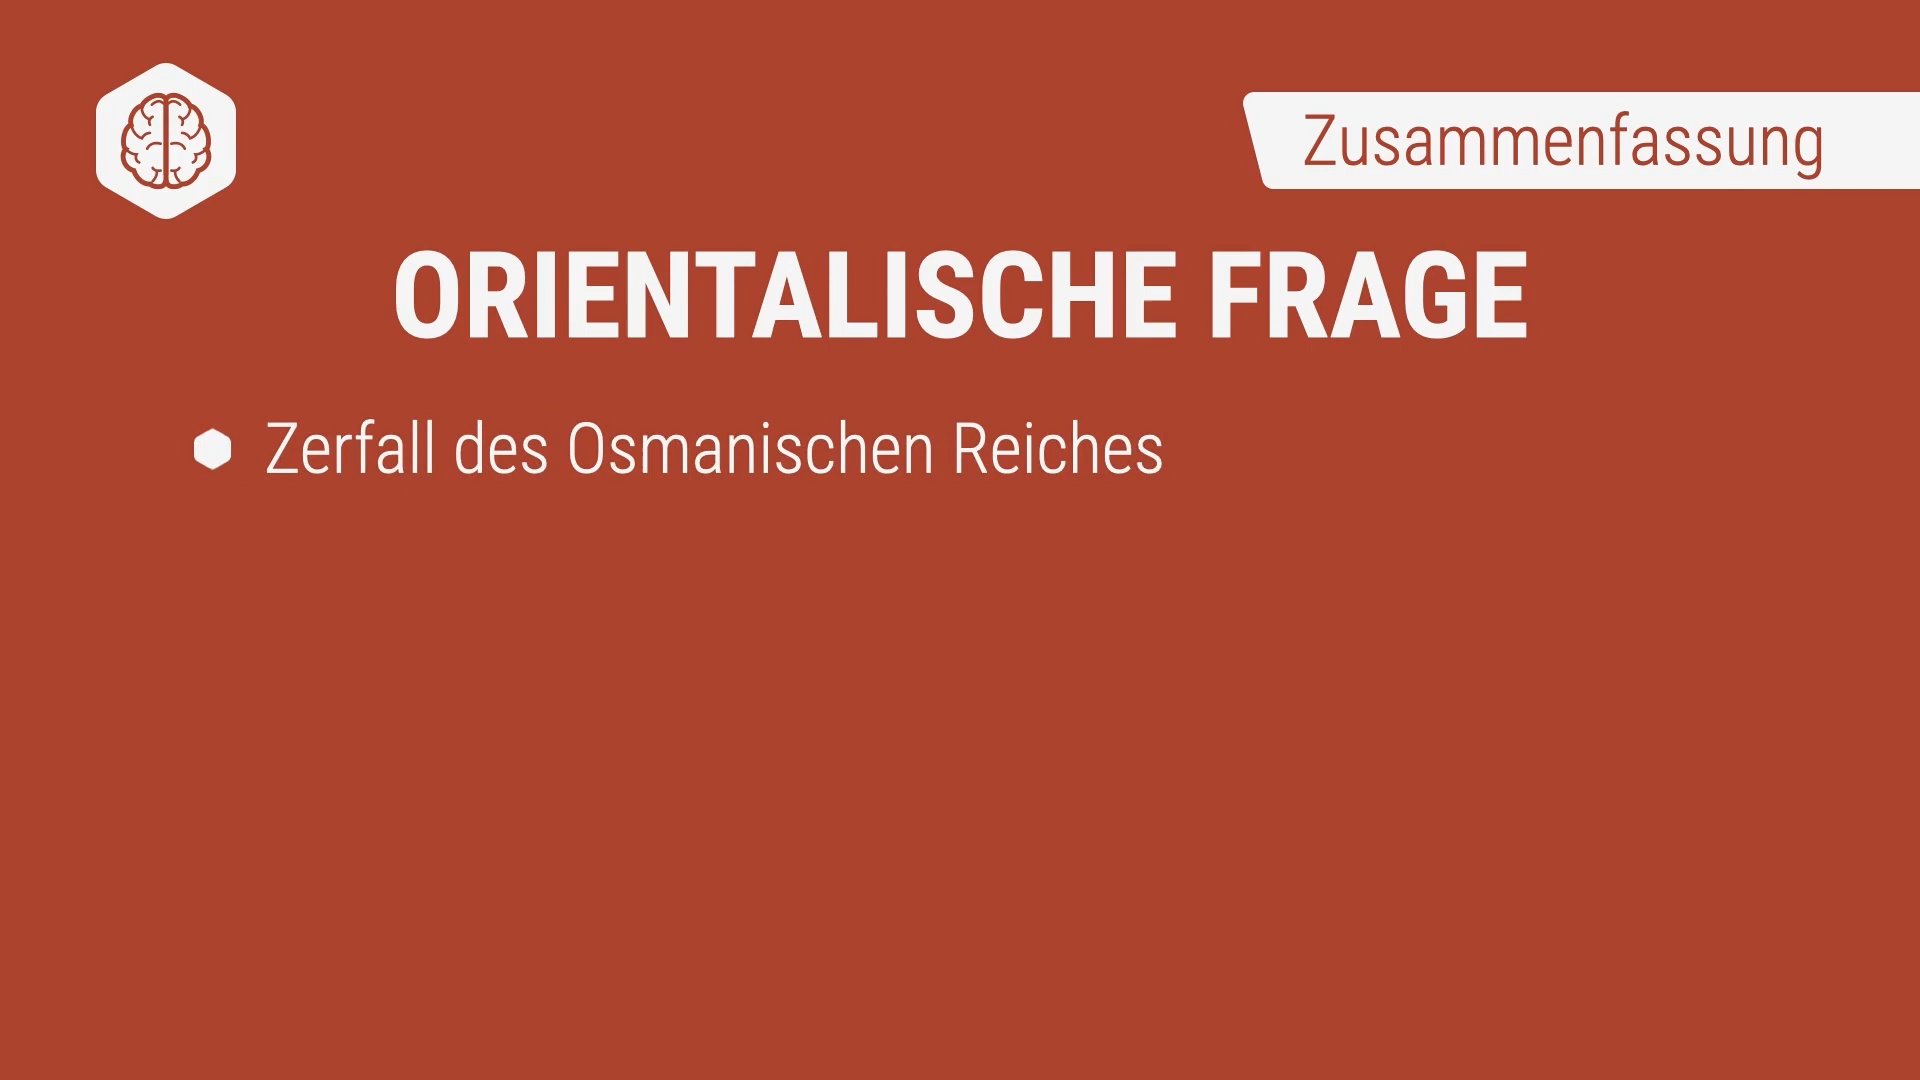 Zusammenfassung
ORIENTALISCHE FRAGE
Zerfall des Osmanischen Reiches